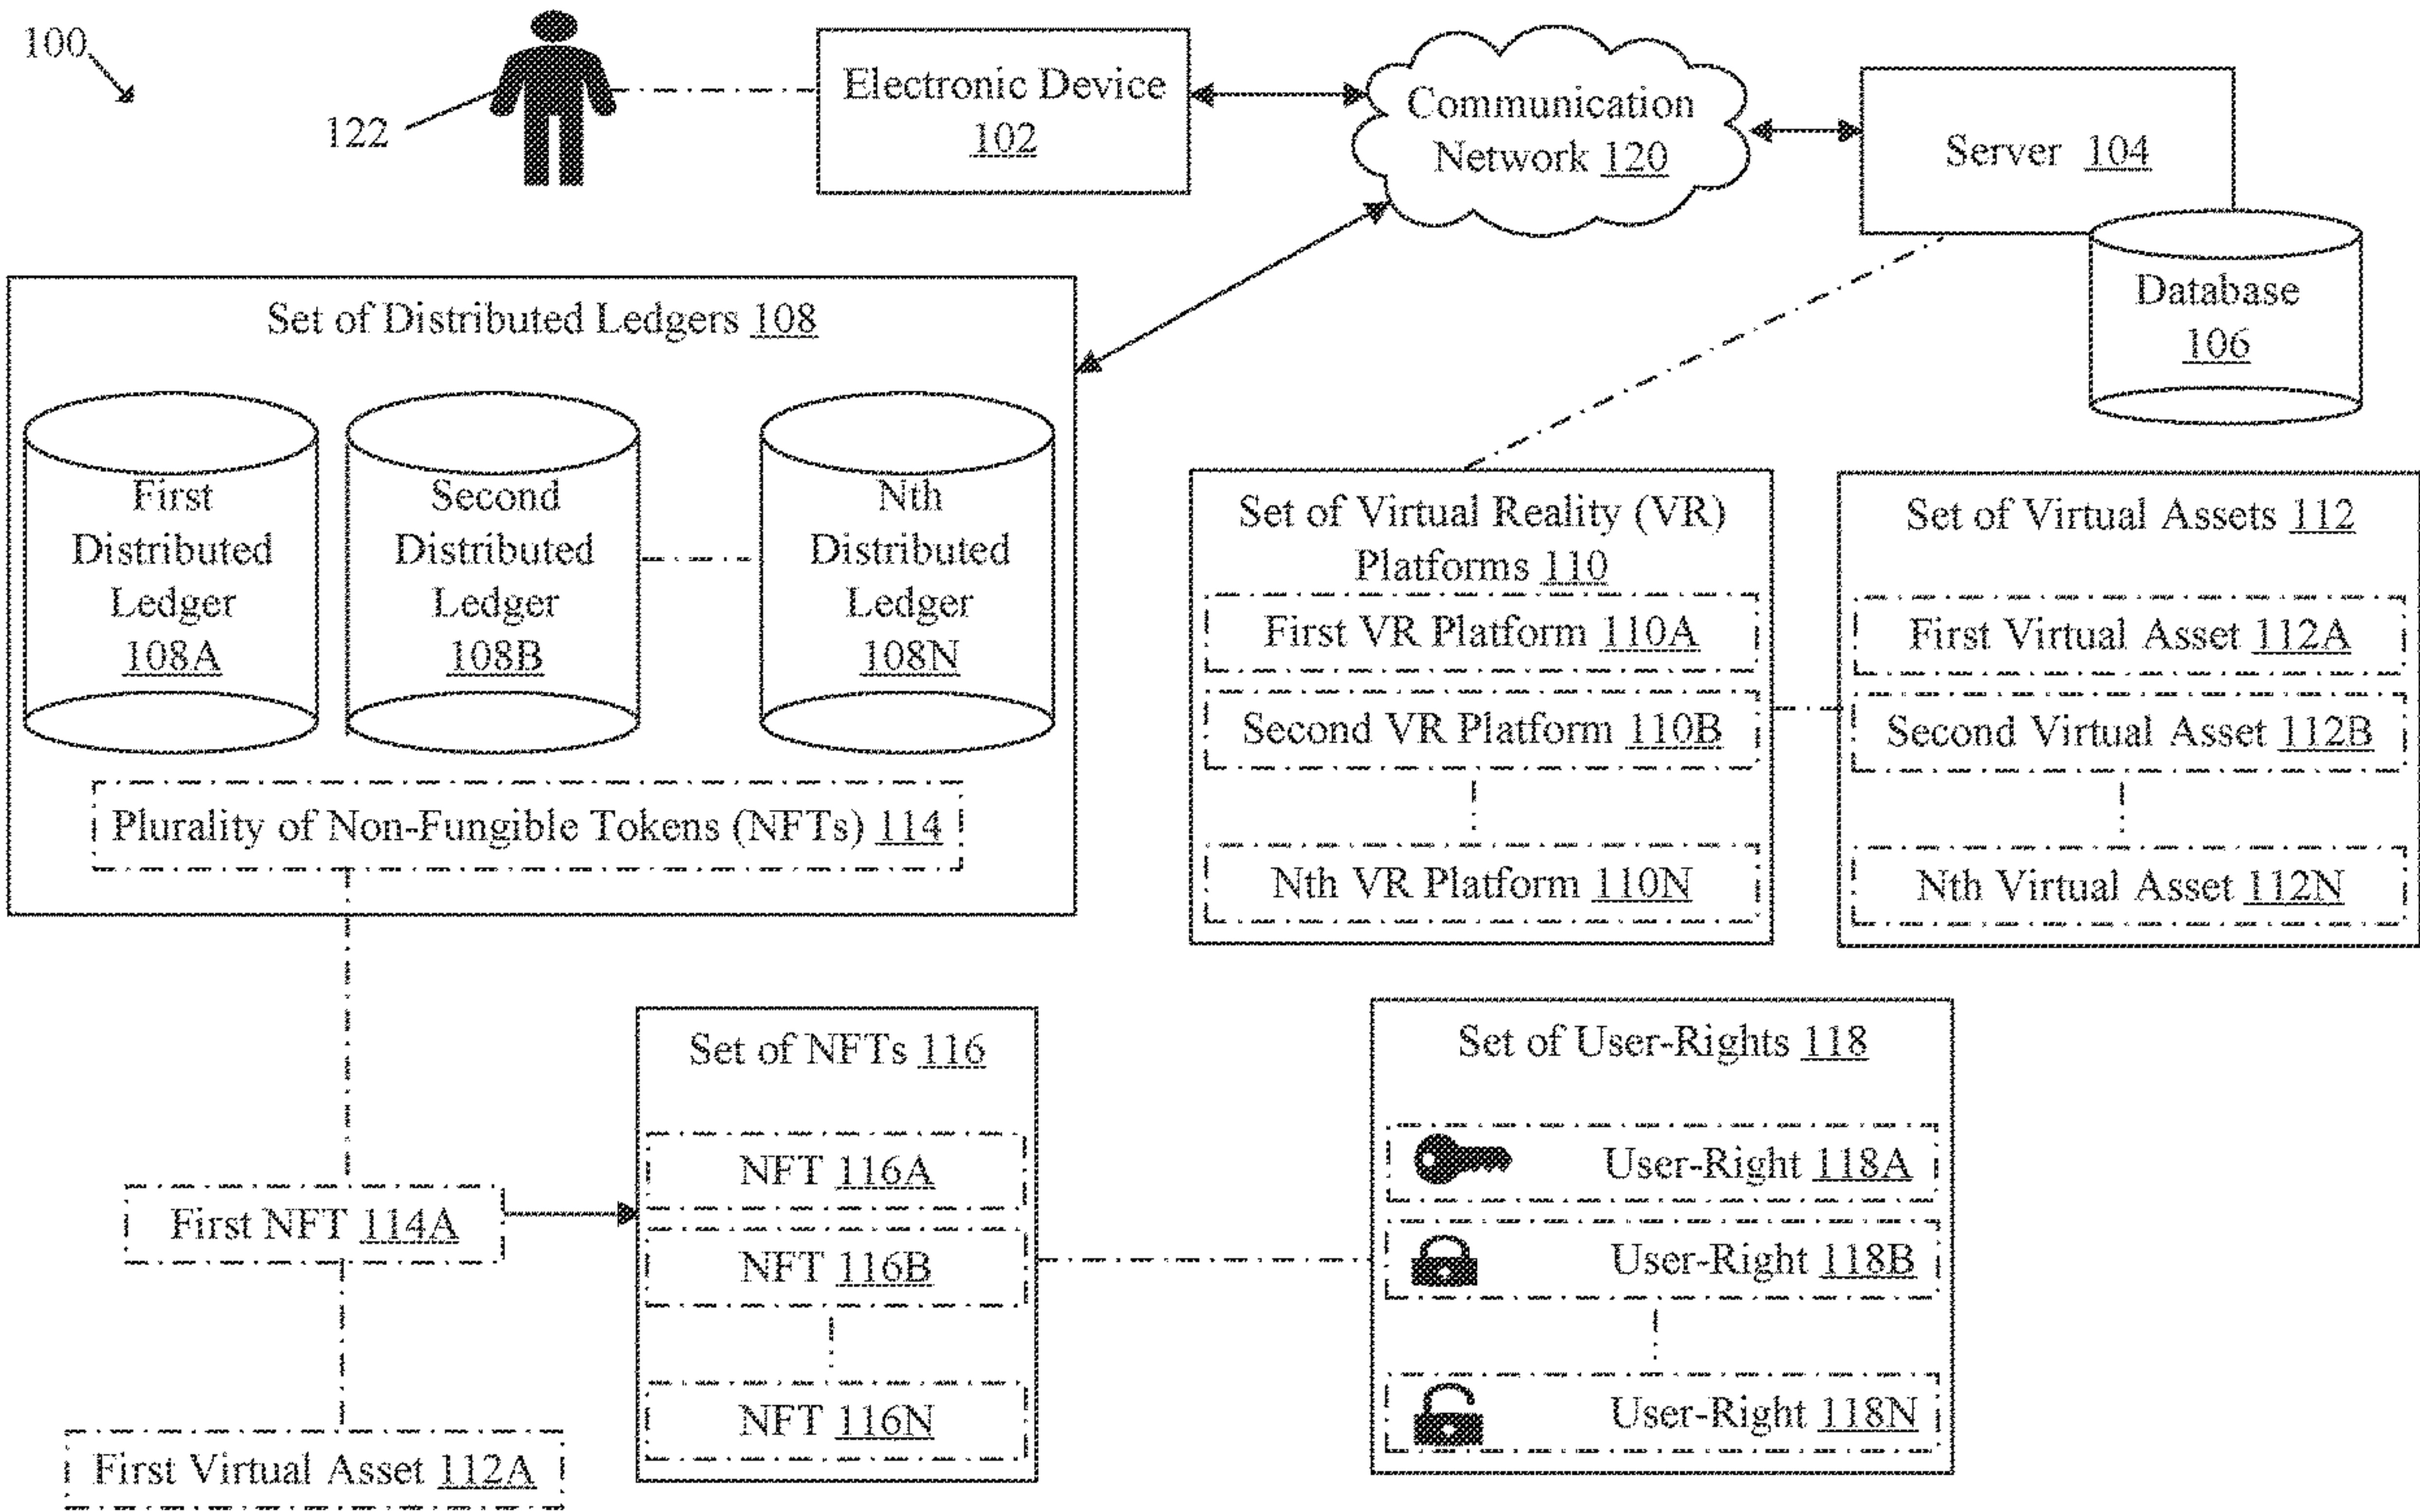 100
122
Electronic Device
102
Communication
Network 120
Server 104
Database
106
Set of Distributed Ledgers 108
First
Distributed
Ledger
108A
Second
Distributed
Ledger
108B
Nth
Distributed
Ledger
108N
Plurality of Non-Fungible Tokens (NFTs) 114
Set of Virtual Reality (VR)
Platforms 110
First VR Platform 110A
Second VR Platform 110B
Nth VR Platform 110N
Set of Virtual Assets 112
First Virtual Asset 112A
Second Virtual Asset 112B
Nth Virtual Asset 112N
First NFT 114A
First Virtual Asset 112A
Set of NFTs 116
NFT 116A
NFT 116B
NFT 116N
Set of User-Rights 118
User-Right 118A
User-Right 118B
User-Right 118N